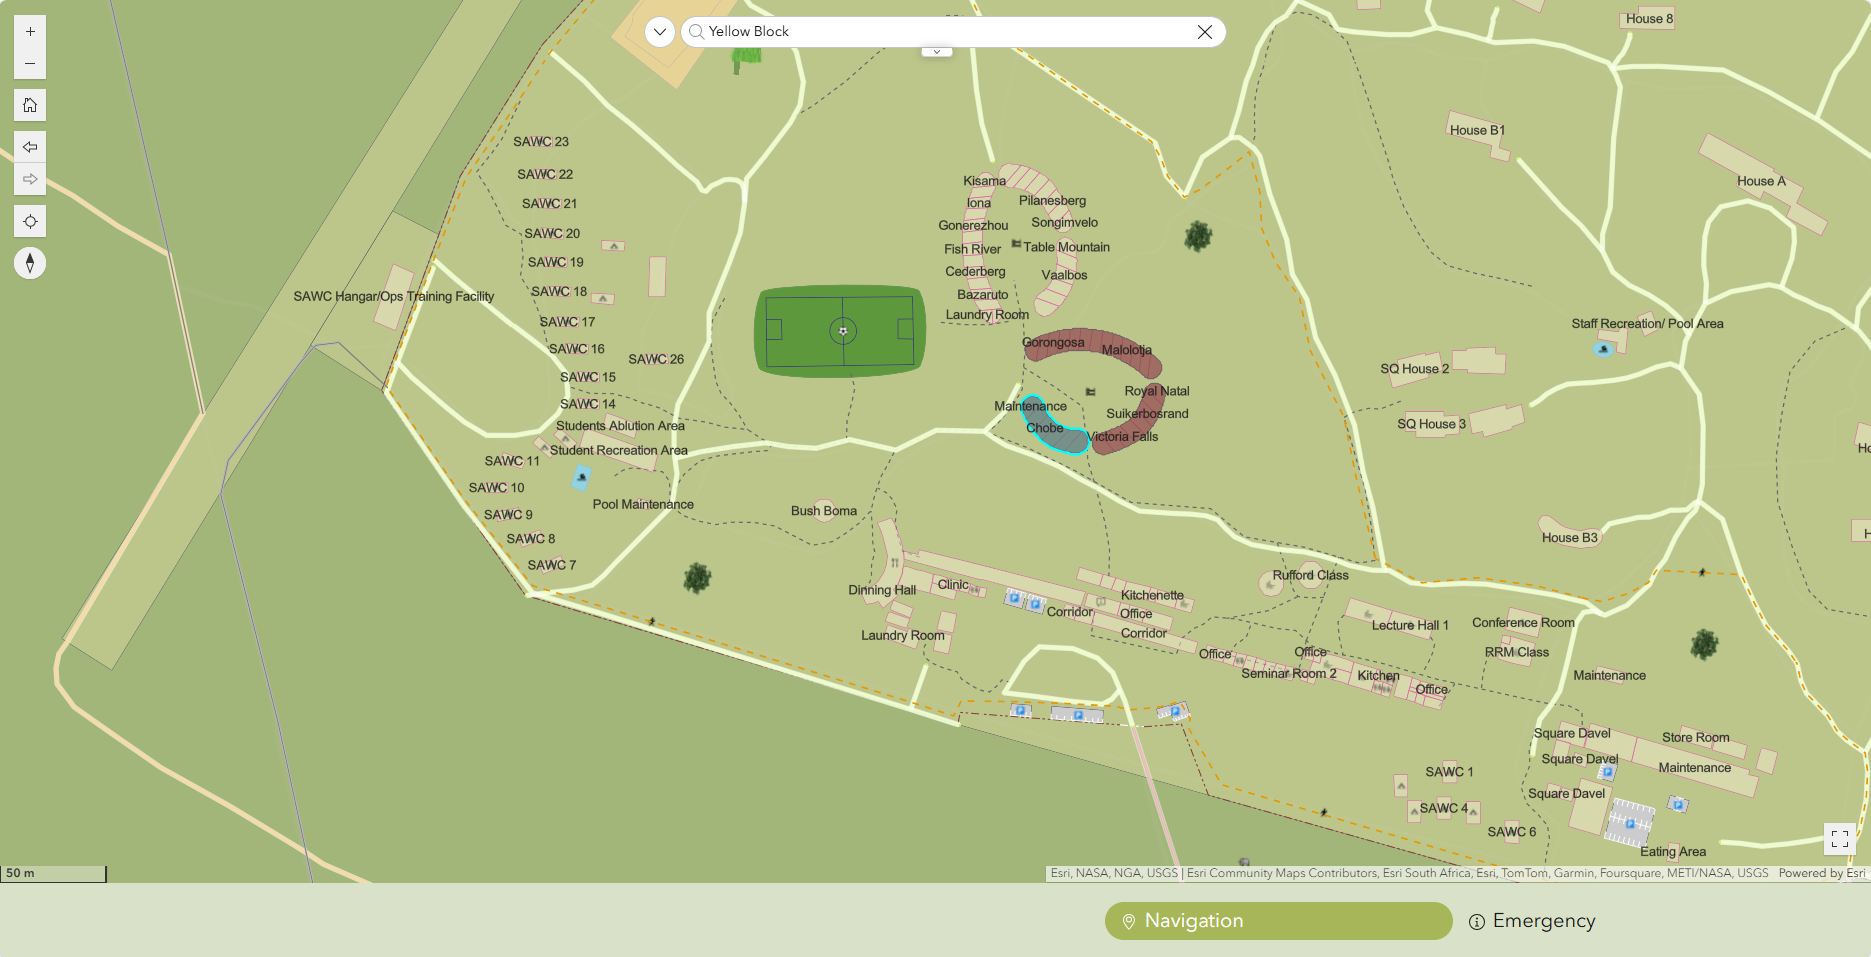 Yellow Block
House 8
SAWC 23
House B1
SAWC 22
Kisama
House A
SAWC 21
Iona
Pilanesberg
SAWC 20
Gonerezhou
Songimvelo
SAWC 19
Fish River
Table Mountain
SAWC 18
Cederberg
Vaalbos
SAWC Hangar/Ops Training Facility
Bazaruto
SAWC 17
Laundry Room
Staff Recreation/ Pool Area
SAWC 16
SAWC 26
Gorongosa
Malolotja
SQ House 2
SAWC 15
Royal Natal
SAWC 14
Maintenance
Suikerbosrand
Students Ablution Area
Chobe
Victoria Falls
SQ House 3
Student Recreation Area
SAWC 11
SAWC 10
Pool Maintenance
Bush Boma
SAWC 9
SAWC 8
House B3
SAWC 7
Dinning Hall
Clinic
Kitchenette
Rufford Class
Corridor
Office
Laundry Room
Corridor
Lecture Hall 1
Conference Room
Office
Office
RRM Class
Seminar Room 2
Kitchen
Office
Maintenance
Square Davel
Store Room
Square Davel
Maintenance
SAWC 1
Square Davel
SAWC 4
SAWC 6
Eating Area
50 m
Esri, NASA, NGA, USGS | Esri Community Maps Contributors, Esri South Africa, Esri, TomTom, Garmin, Foursquare, METI/NASA, USGS
Powered by Esri
Navigation
Emergency